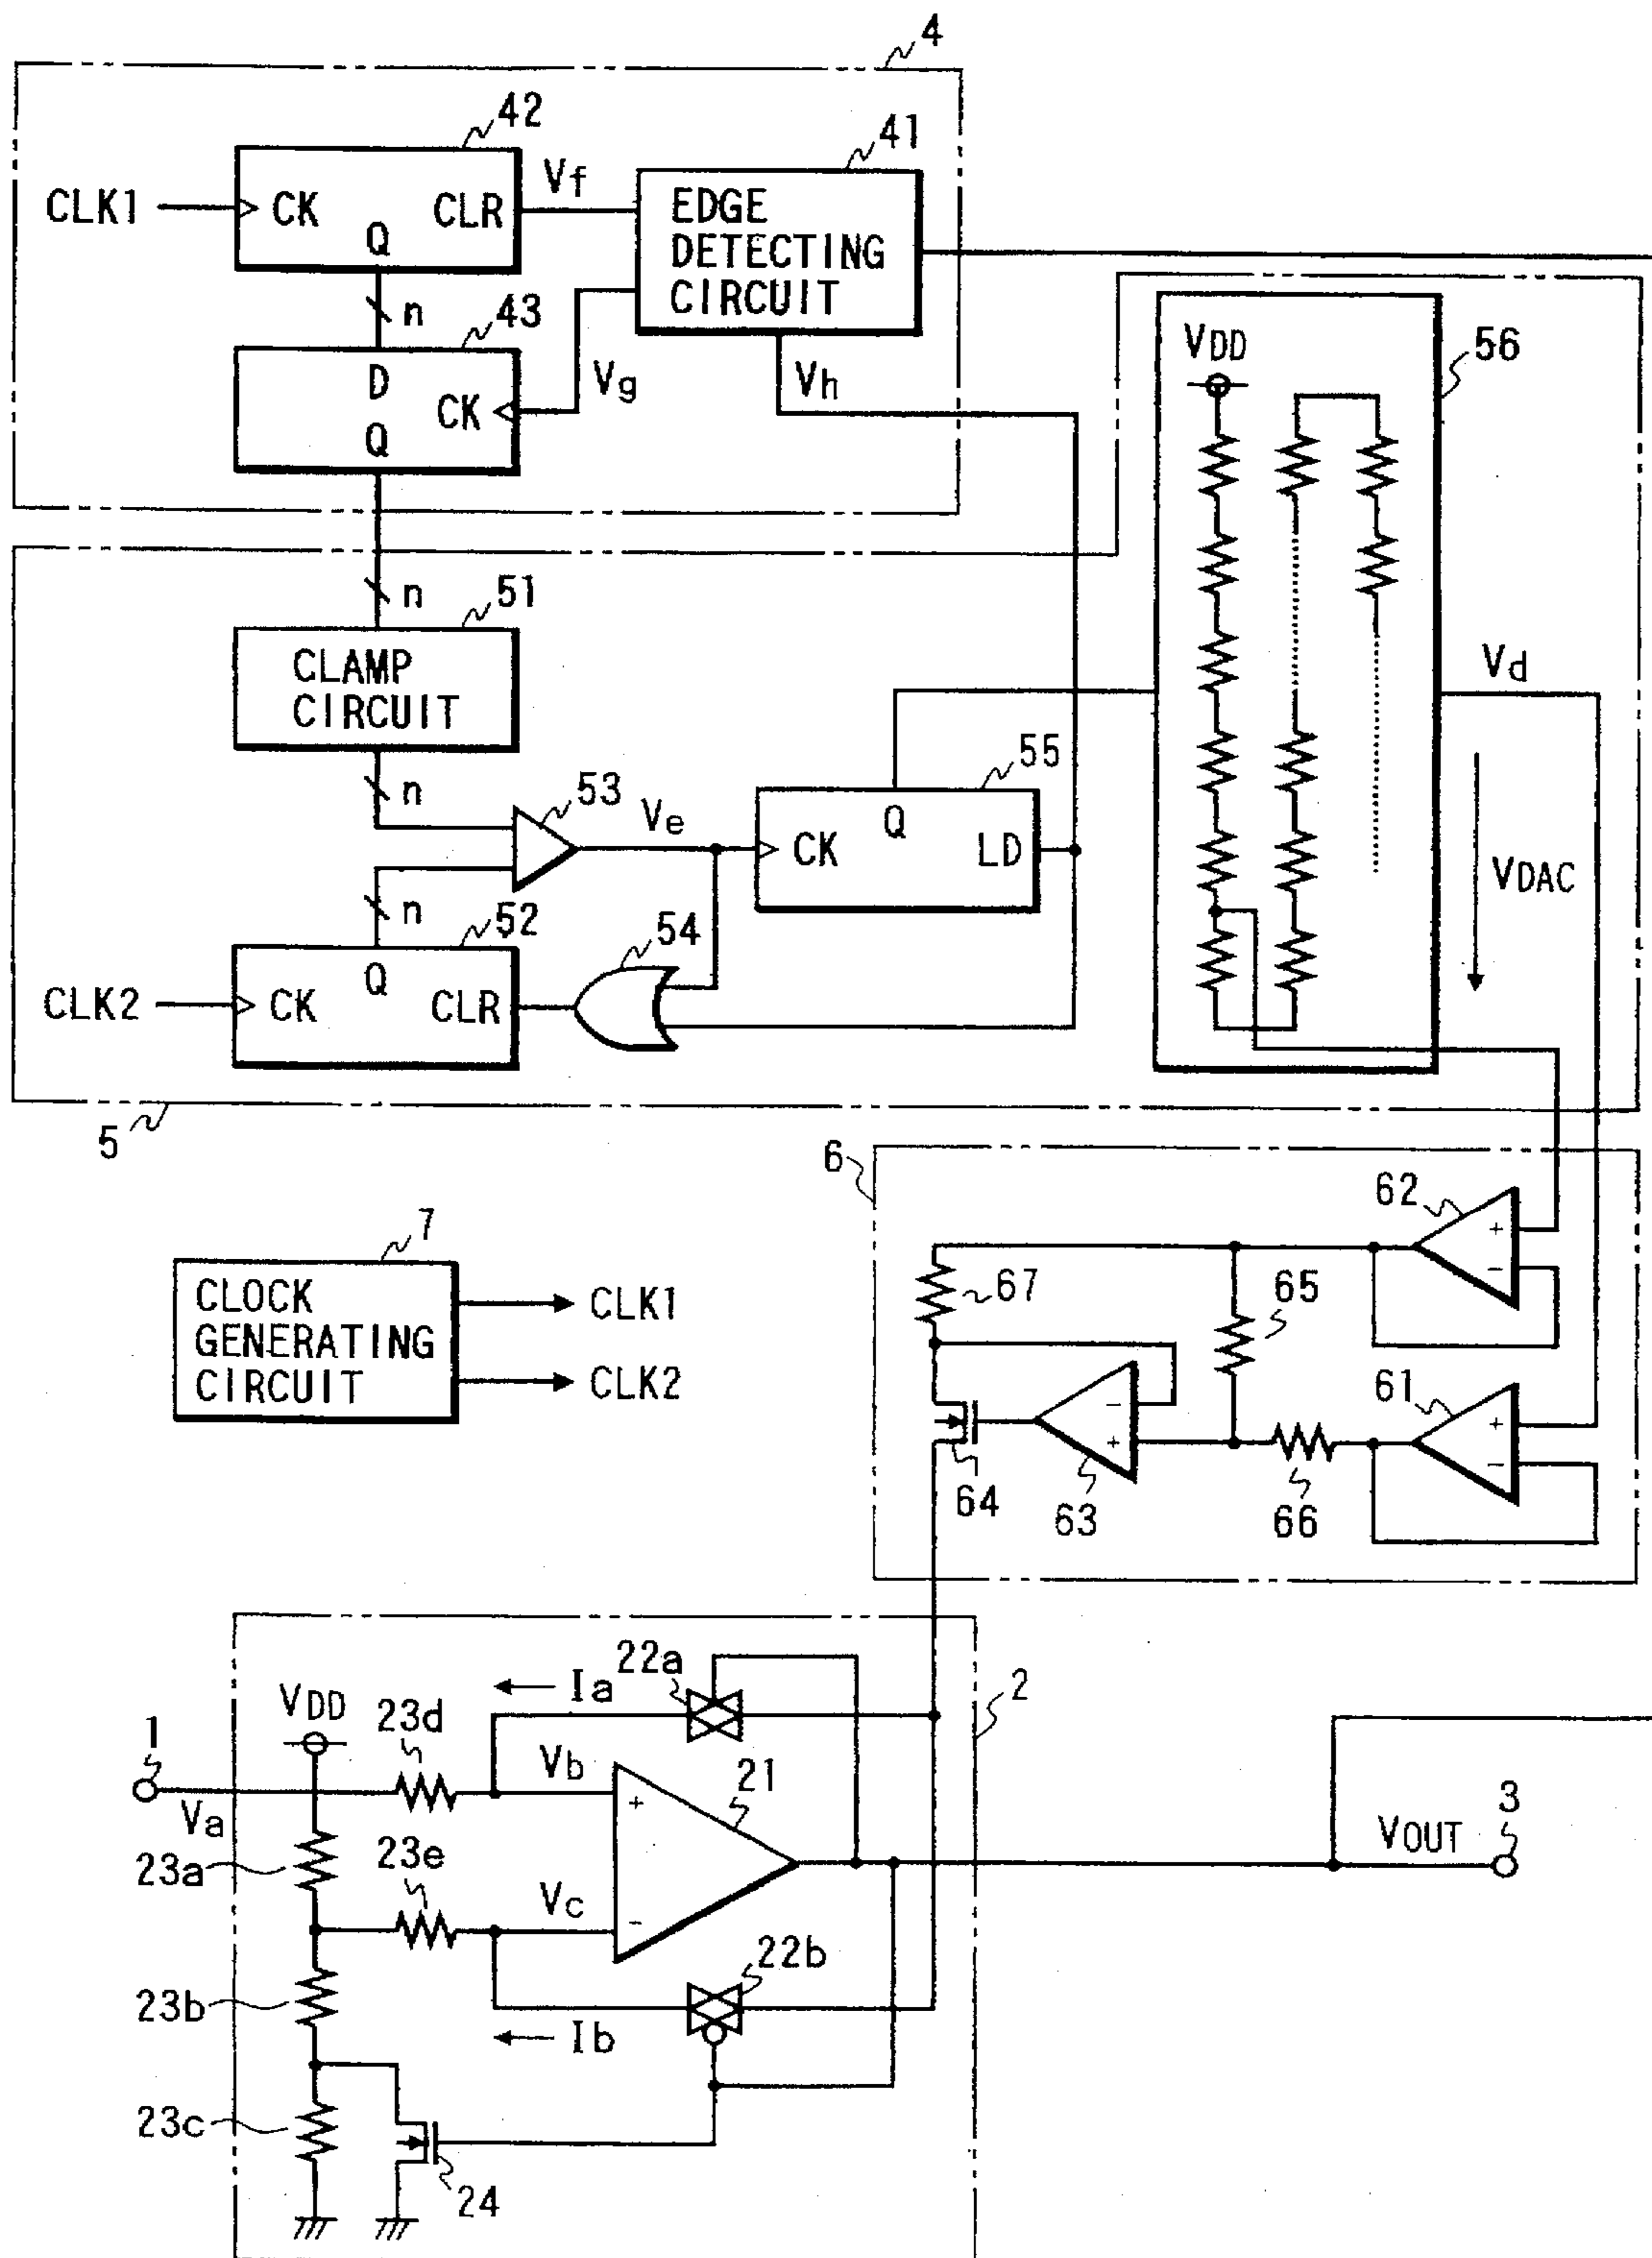 4
42
CLK1
CK
CLR
Q
Vf
41
EDGE
DETECTING
CIRCUIT
n
43
D
CK
Q
Vg
Vh
VDD
56
n
51
CLAMP
CIRCUIT
n
53
Ve
55
Q
CK
LD
Vd
VDAC
n
52
54
CLK2
CK
Q
CLR
5
6
62
+
−
67
65
61
+
−
−
+
64
63
66
7
CLOCK
GENERATING
CIRCUIT
CLK1
CLK2
Ia
22a
2
VDD
23d
1
Va
Vb
21
+
3
VOUT
23a
23e
Vc
−
22b
23b
Ib
23c
24